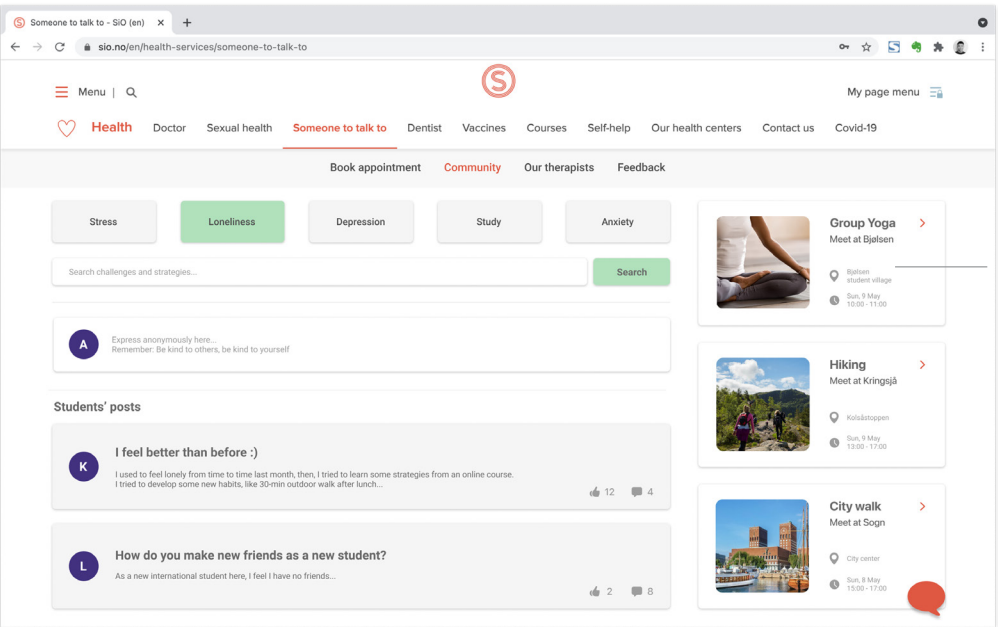 Someone to talk to - SiO (en)
sio.no/en/health-services/someone-to-talk-to
Menu |
S
My page menu
Health Doctor Sexual health Someone to talk to Dentist Vaccines Courses Self-help Our health centers Contact us Covid-19
Book appointment Community Our therapists Feedback
Stress Loneliness Depression Study Anxiety
Search challenges and strategies...
Search
A
Express anonymously here...
Remember: Be kind to others, be kind to yourself
Students' posts
K
I feel better than before :)
I used to feel lonely from time to time last month, then, I tried to learn some strategies from an online course.
I tried to develop some new habits, like 30-min outdoor walk after lunch...
12 4
L
How do you make new friends as a new student?
As a new international student here, I feel I have no friends...
2 8
Group Yoga
Meet at Bjølsen
Bjølsen
student village
Sun, 9 May
10:00 - 11:00
Hiking
Meet at Kringsjå
Kolsåstoppen
Sun, 9 May
13:00 - 17:00
City walk
Meet at Sogn
City center
Sun, 8 May
15:00 - 17:00